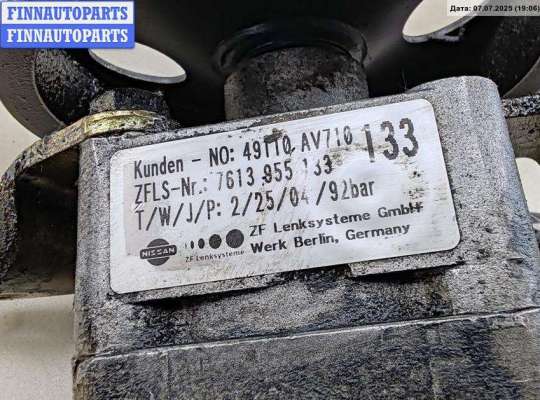 FINNAUTOPARTS
FINNAUTOPARTS
Дата: 07.07.2025 (19:06)
Kunden - NO: 49110 AV710 133
ZFLS-Nr.: 7613 955 133
T/W/J/P: 2/25/04 /92bar
NISSAN
ZF Lenksysteme
ZF Lenksysteme GmbH
Werk Berlin, Germany